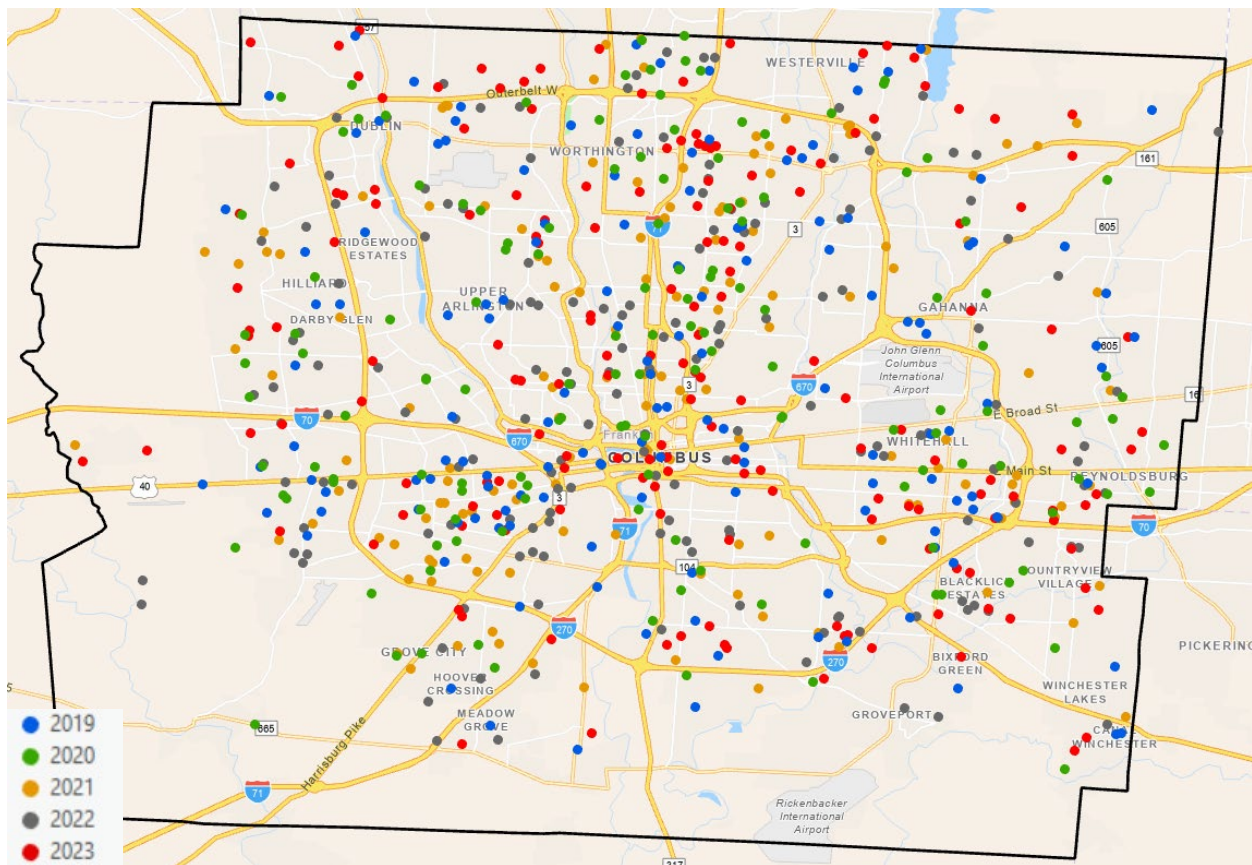 257
WESTERVILLE
Outerbelt W
DUBLIN
WORTHINGTON
161
71
3
605
RIDGEWOOD
ESTATES
HILLIARD
UPPER
ARLINGTON
DARBY GLEN
GAHANNA
John Glenn
Columbus
International
Airport
605
3
670
16
70
E Broad St
670
WHITEHALL
COLUMBUS
E Main St
REYNOLDSBURG
40
3
71
70
104
BLACKLICK
ESTATES
COUNTRYVIEW
VILLAGE
270
GROVE CITY
270
BIXFORD
GREEN
PICKERING
HOOVER
CROSSING
WINCHESTER
LAKES
MEADOW
GROVE
GROVEPORT
CANAL
WINCHESTER
665
Harrisburg Pike
71
Rickenbacker
International
Airport
317
2019
2020
2021
2022
2023